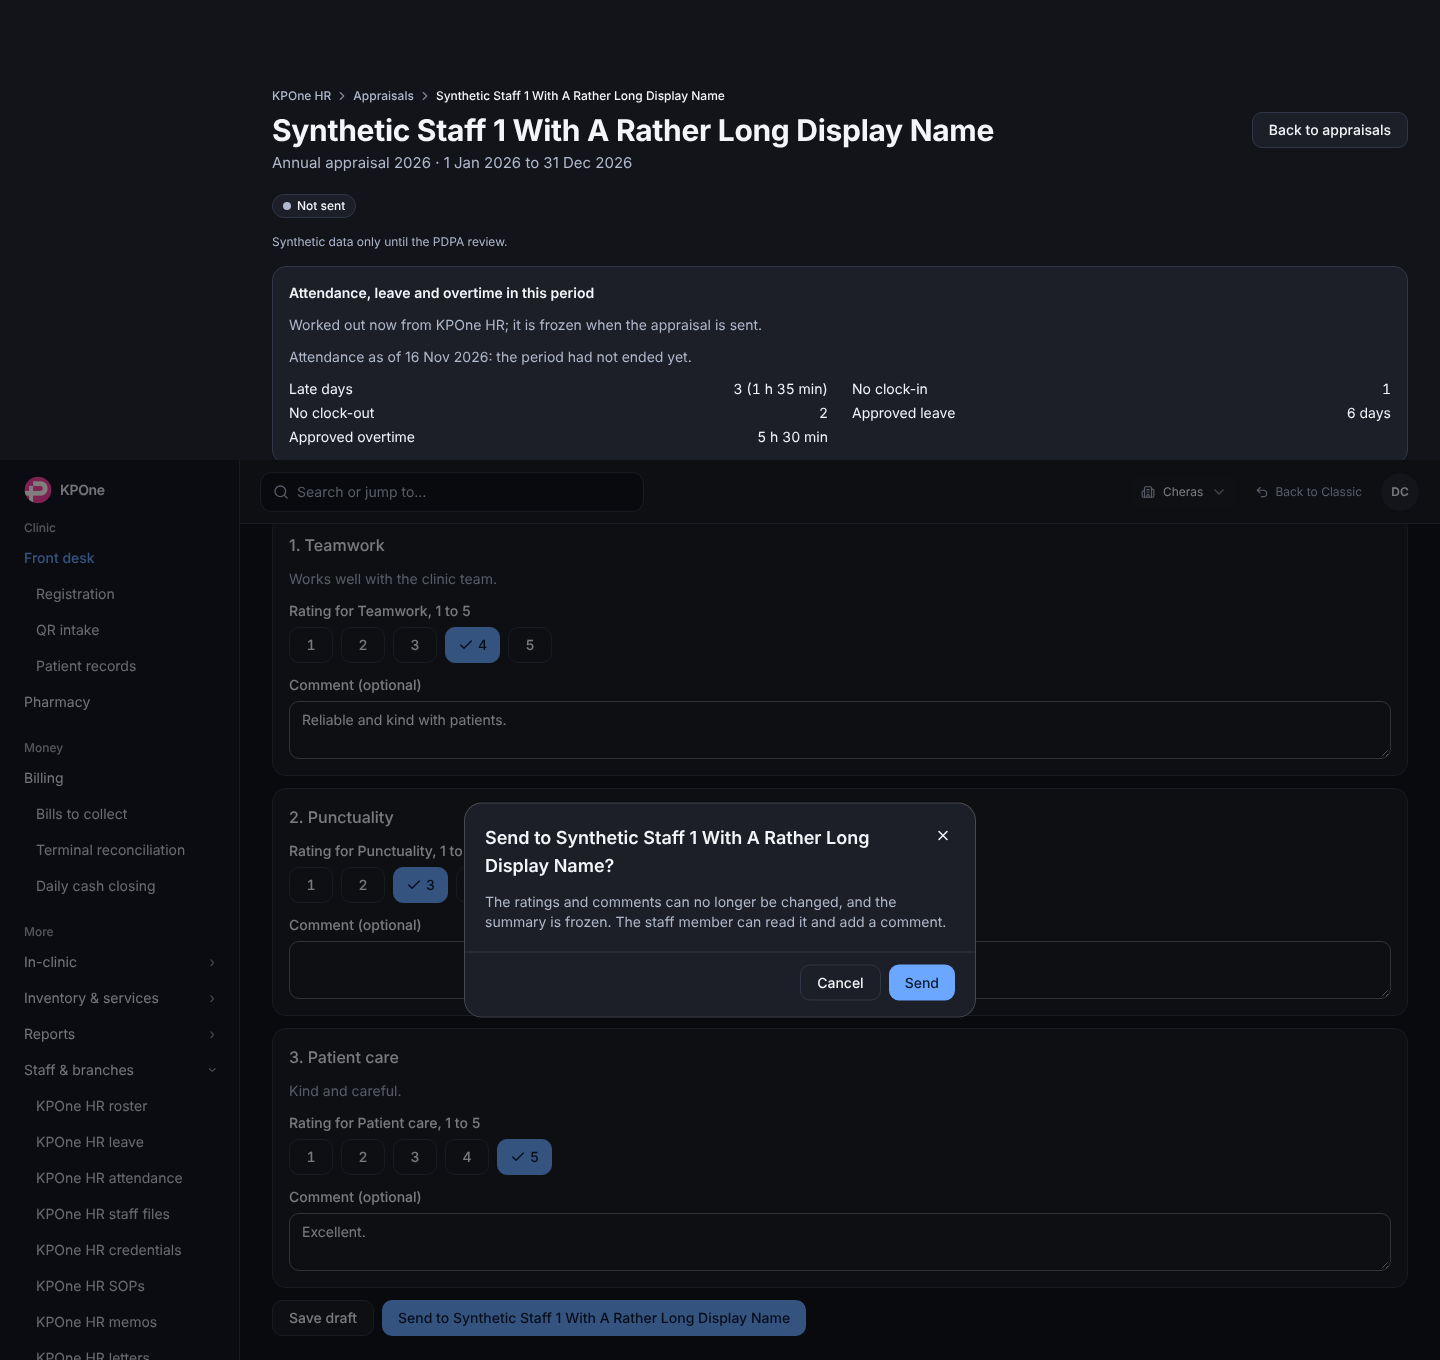 KPOne HR > Appraisals > Synthetic Staff 1 With A Rather Long Display Name
Synthetic Staff 1 With A Rather Long Display Name
Back to appraisals
Annual appraisal 2026 · 1 Jan 2026 to 31 Dec 2026
Not sent
Synthetic data only until the PDPA review.
Attendance, leave and overtime in this period
Worked out now from KPOne HR; it is frozen when the appraisal is sent.
Attendance as of 16 Nov 2026: the period had not ended yet.
Late days 3 (1 h 35 min) No clock-in 1
No clock-out 2 Approved leave 6 days
Approved overtime 5 h 30 min
KPOne
Search or jump to...
Cheras
Back to Classic
DC
Clinic
Front desk
Registration
QR intake
Patient records
Pharmacy
Money
Billing
Bills to collect
Terminal reconciliation
Daily cash closing
More
In-clinic
Inventory & services
Reports
Staff & branches
KPOne HR roster
KPOne HR leave
KPOne HR attendance
KPOne HR staff files
KPOne HR credentials
KPOne HR SOPs
KPOne HR memos
KPOne HR letters
1. Teamwork
Works well with the clinic team.
Rating for Teamwork, 1 to 5
1 2 3 4 5
Comment (optional)
Reliable and kind with patients.
2. Punctuality
Rating for Punctuality, 1 to
1 2 3
Comment (optional)
Send to Synthetic Staff 1 With A Rather Long
Display Name?
The ratings and comments can no longer be changed, and the
summary is frozen. The staff member can read it and add a comment.
Cancel
Send
3. Patient care
Kind and careful.
Rating for Patient care, 1 to 5
1 2 3 4 5
Comment (optional)
Excellent.
Save draft
Send to Synthetic Staff 1 With A Rather Long Display Name